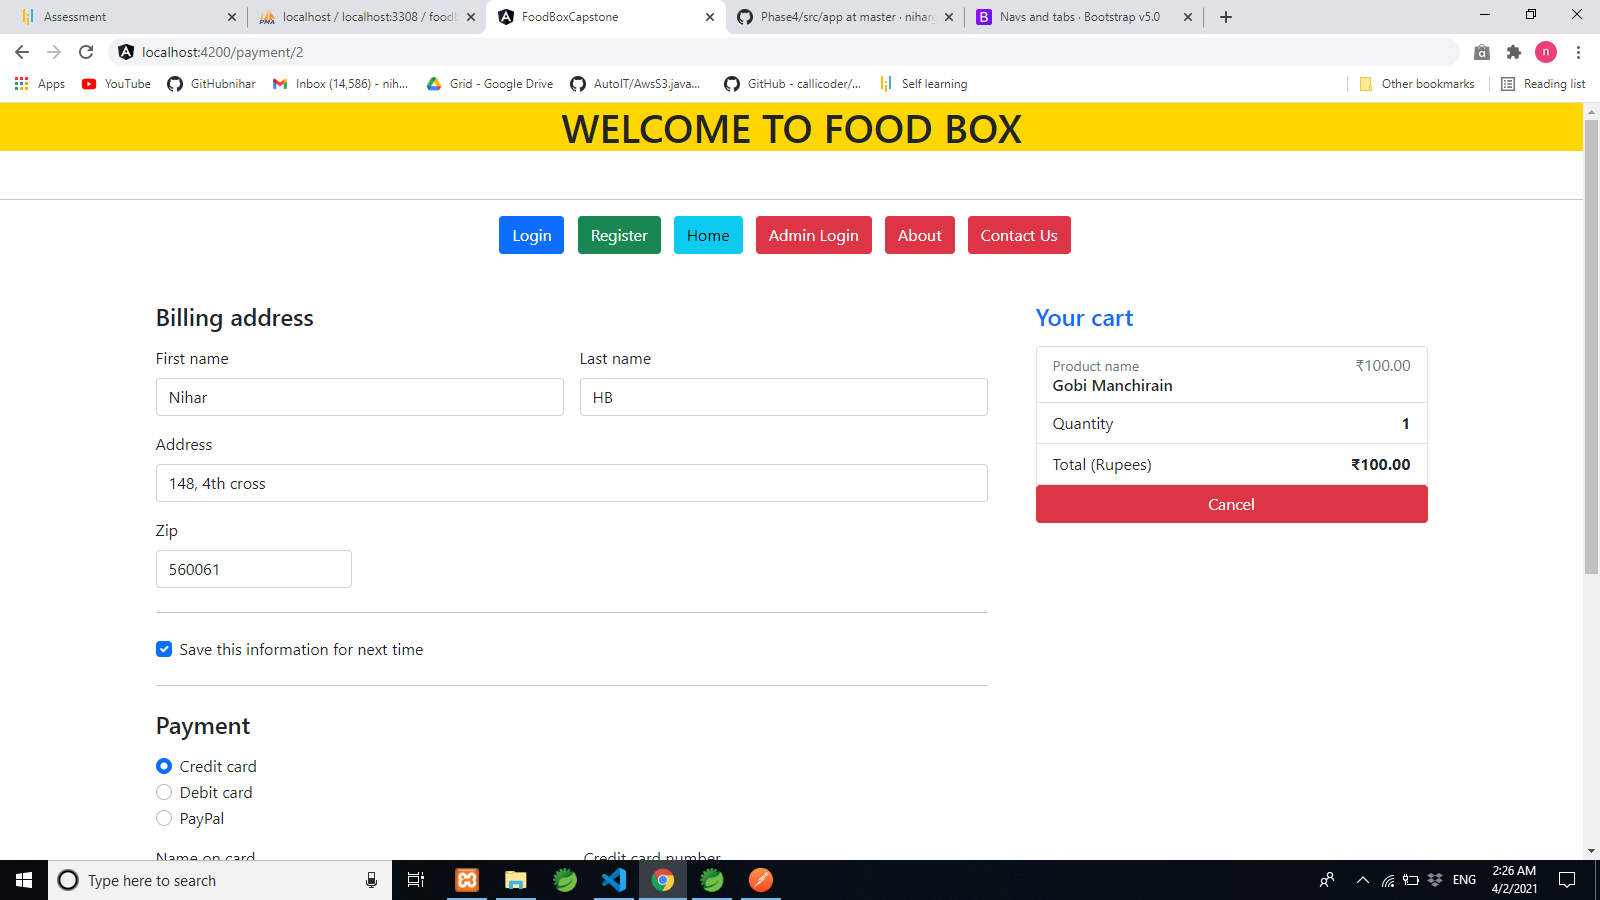 Assessment
localhost / localhost:3308 / foodb
FoodBoxCapstone
Phase4/src/app at master · niharg
Navs and tabs · Bootstrap v5.0
localhost:4200/payment/2
n
Apps
YouTube
GitHubnihar
Inbox (14,586) - nih...
Grid - Google Drive
AutoIT/AwsS3.java...
GitHub - callicoder/...
Self learning
Other bookmarks
Reading list
WELCOME TO FOOD BOX
Login
Register
Home
Admin Login
About
Contact Us
Billing address
First name
Last name
Nihar
HB
Address
148, 4th cross
Zip
560061
Save this information for next time
Payment
Credit card
Debit card
PayPal
Name on card
Credit card number
Your cart
Product name
₹100.00
Gobi Manchirain
Quantity
1
Total (Rupees)
₹100.00
Cancel
Type here to search
ENG
2:26 AM
4/2/2021